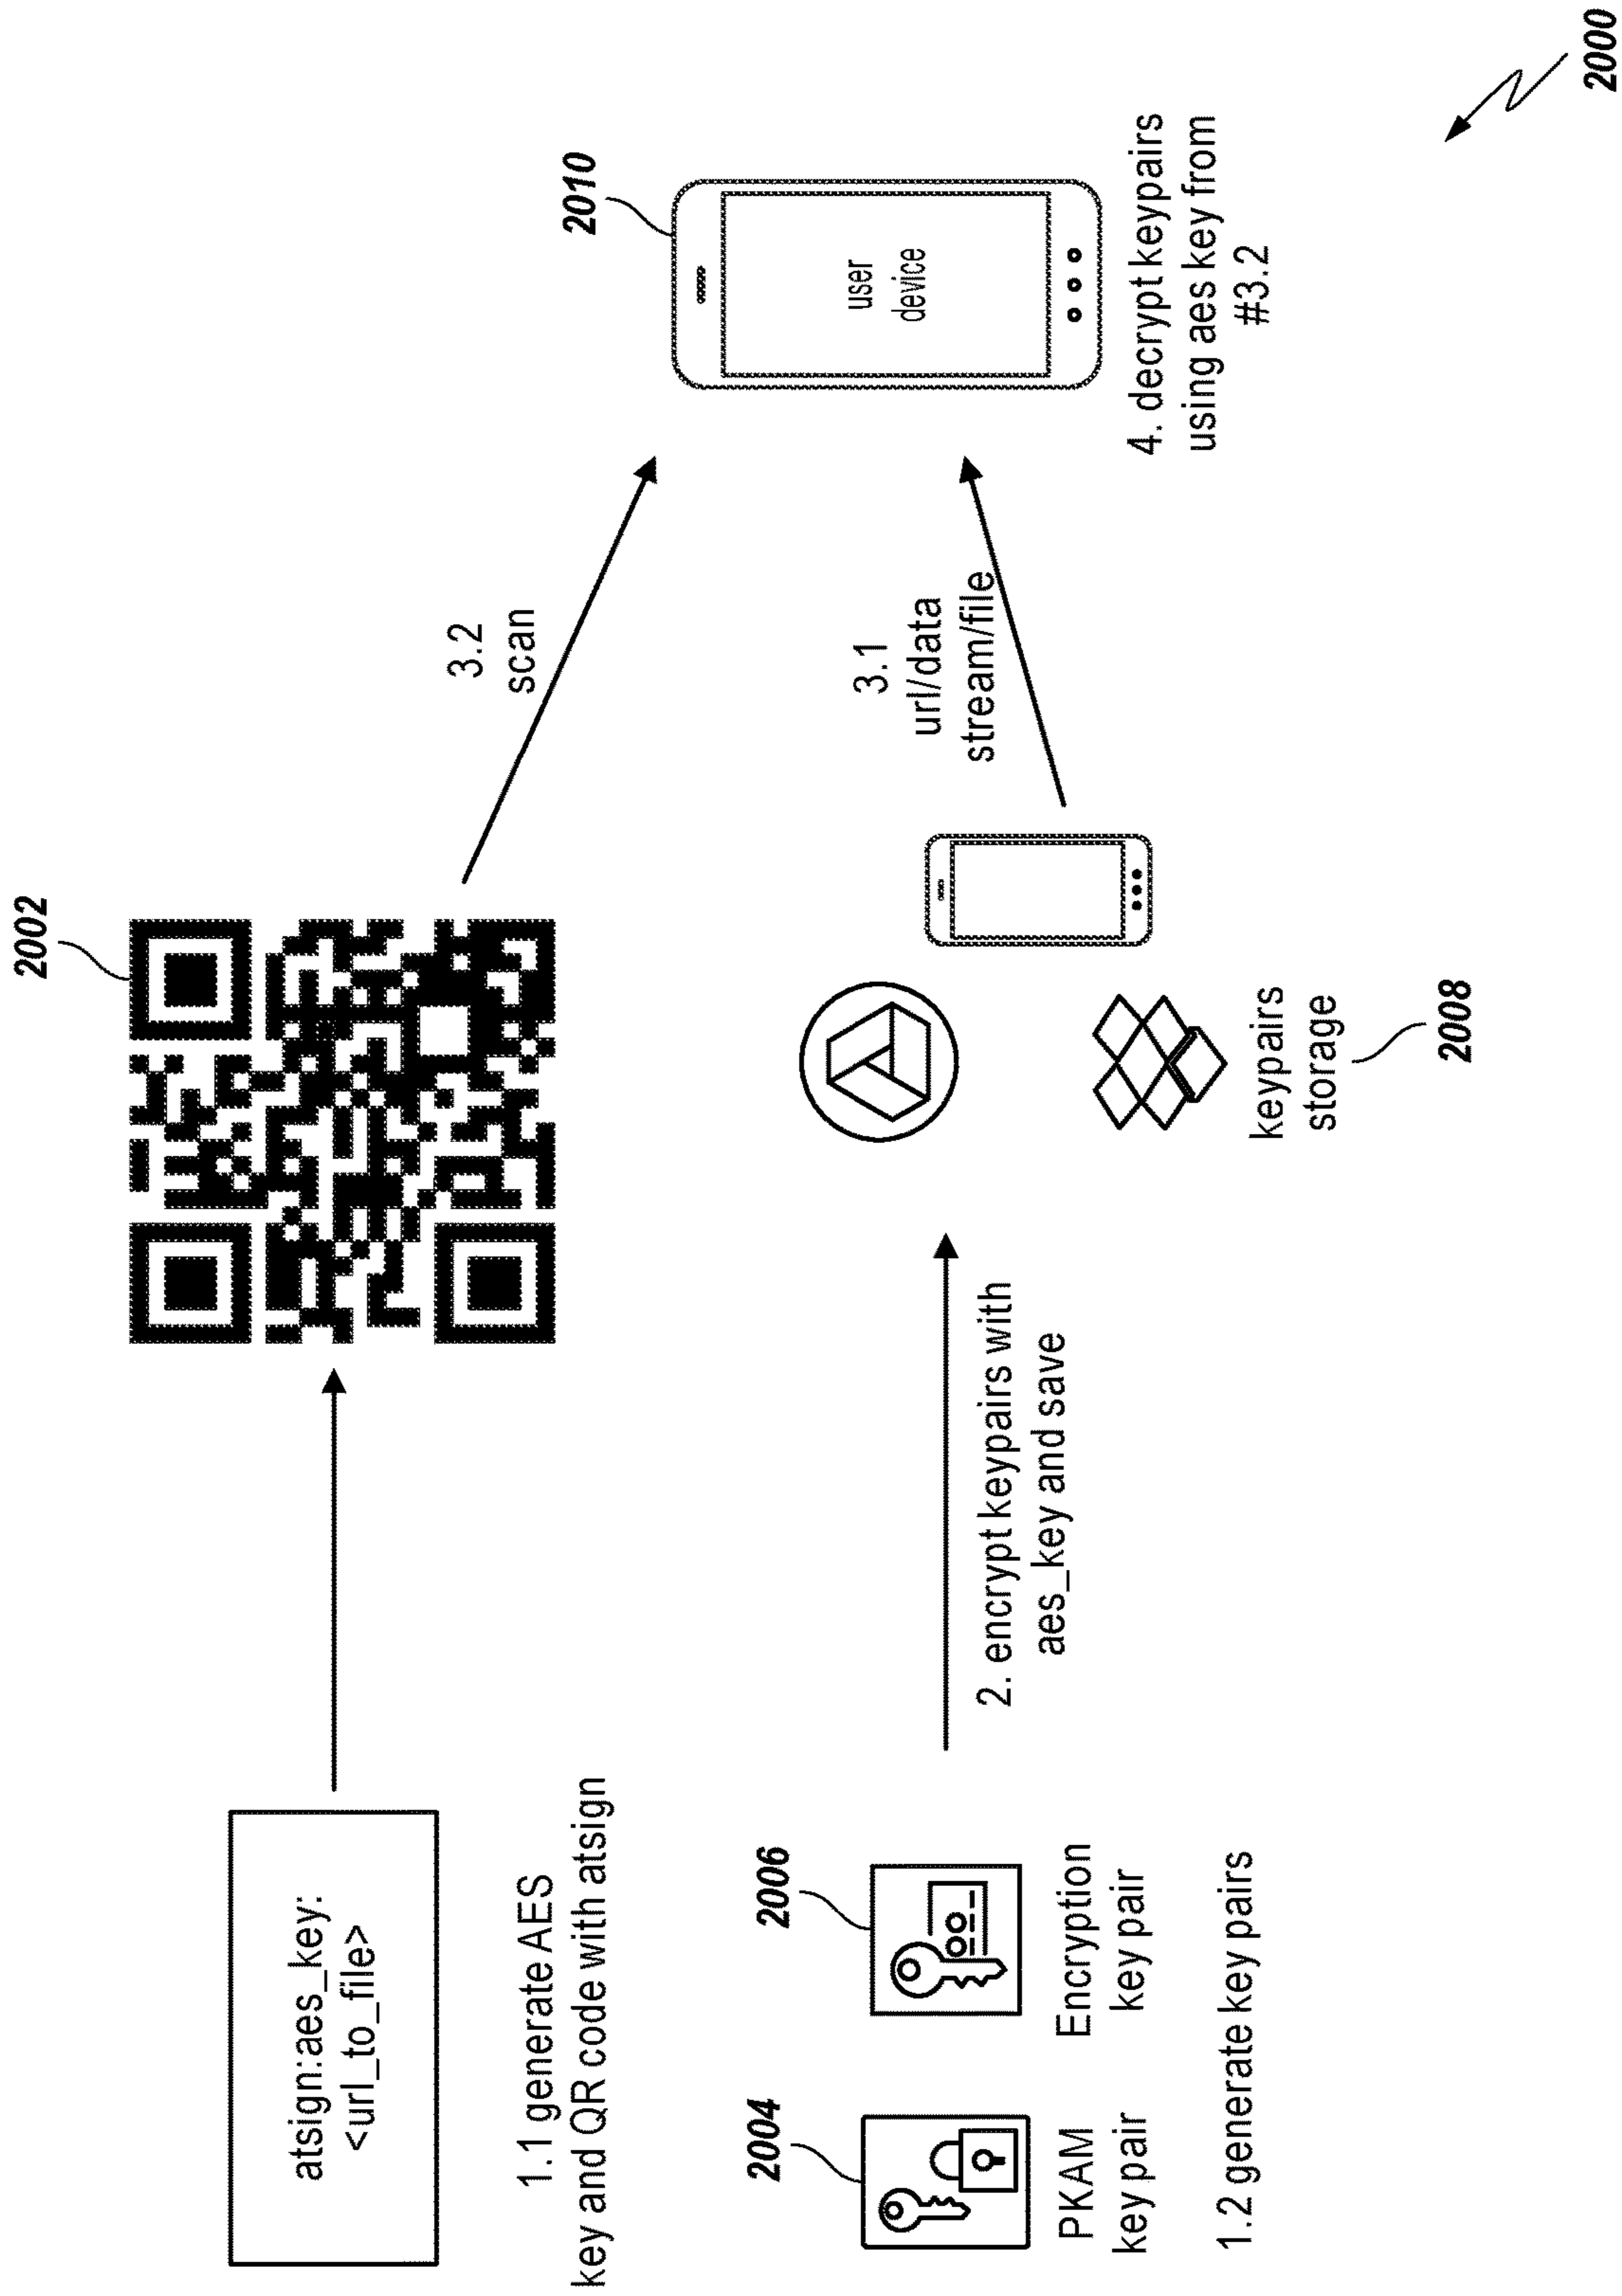 atsign:aes_key:
<url_to_file>
1.1 generate AES
key and QR code with atsign
2002
3.2
scan
2004
PKAM
key pair
2006
Encryption
key pair
1.2 generate key pairs
2. encrypt keypairs with
aes_key and save
keypairs
storage
2008
3.1
url/data
stream/file
2010
user
device
4. decrypt keypairs
using aes key from
#3.2
2000